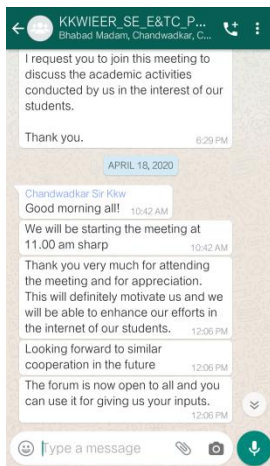 KKWIEER_SE_E&TC_P...
Bhabad Madam, Chandwadkar, C...
I request you to join this meeting to
discuss the academic activities
conducted by us in the interest of our
students.
Thank you.
6:29 PM
APRIL 18, 2020
Chandwadkar Sir Kkw
Good morning all! 10:42 AM
We will be starting the meeting at
11.00 am sharp 10:42 AM
Thank you very much for attending
the meeting and for appreciation.
This will definitely motivate us and we
will be able to enhance our efforts in
the internet of our students. 12:06 PM
Looking forward to similar
cooperation in the future 12:06 PM
The forum is now open to all and you
can use it for giving us your inputs.
12:06 PM
Type a message